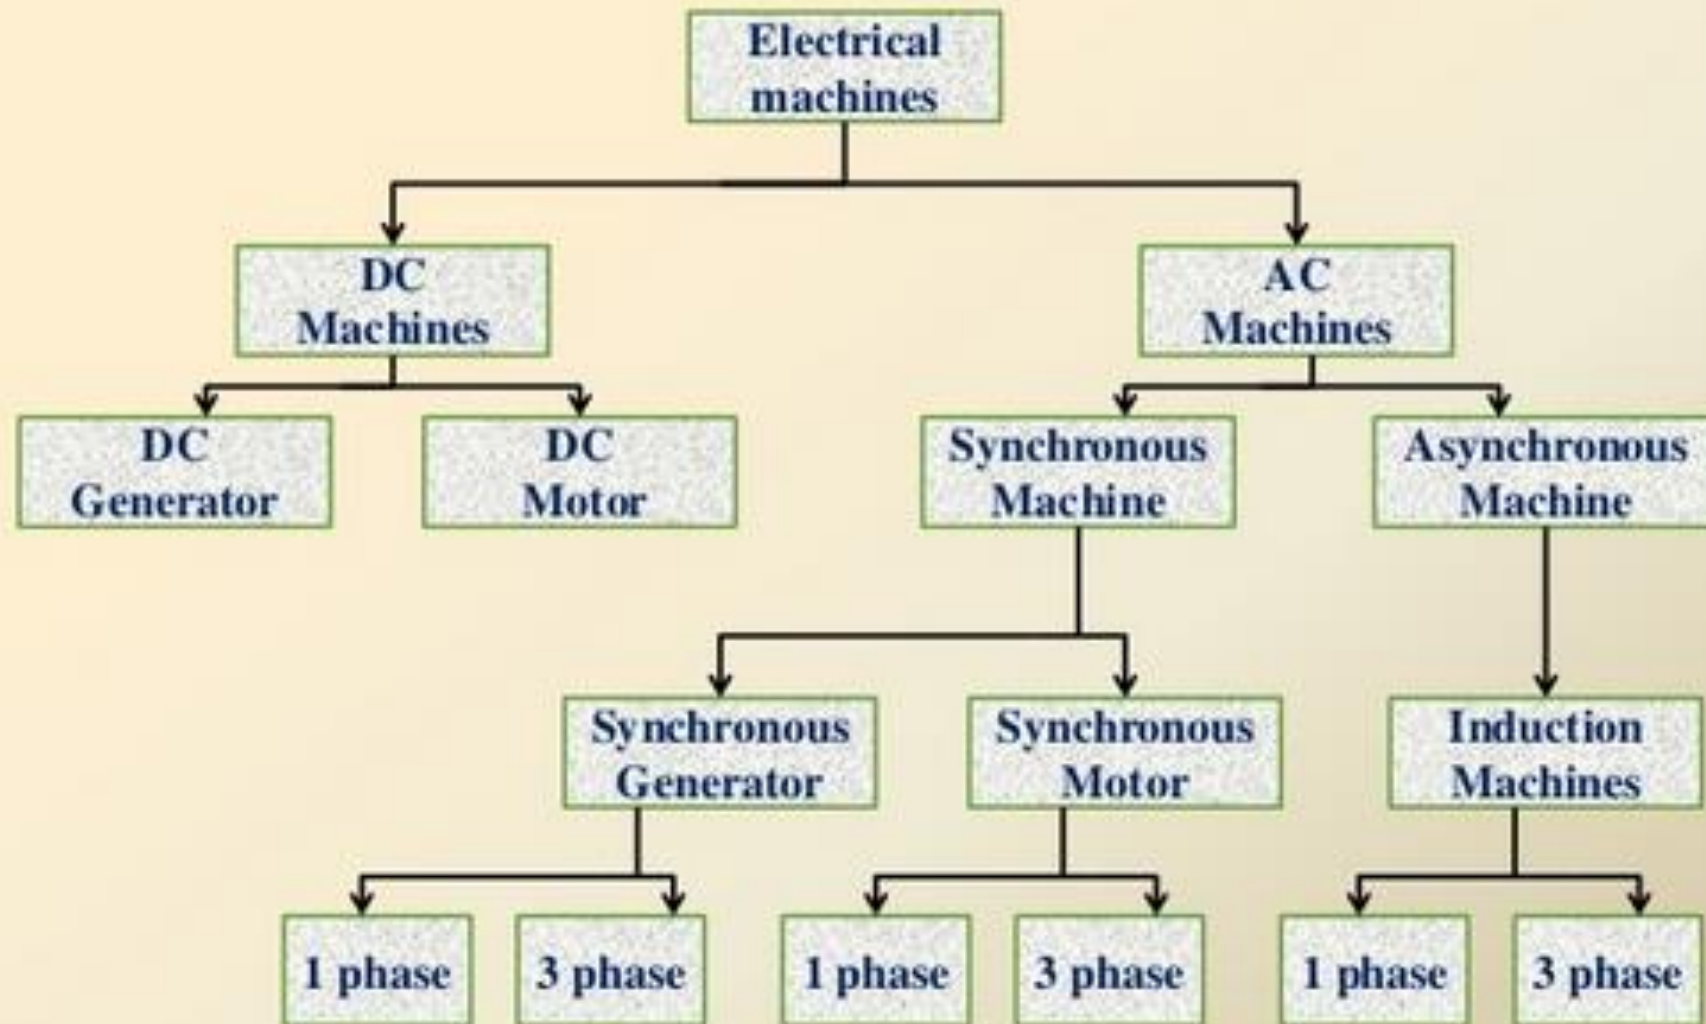 Electrical
machines
DC
Machines
AC
Machines
DC
Generator
DC
Motor
Synchronous
Machine
Asynchronous
Machine
Synchronous
Generator
Synchronous
Motor
Induction
Machines
1 phase
3 phase
1 phase
3 phase
1 phase
3 phase